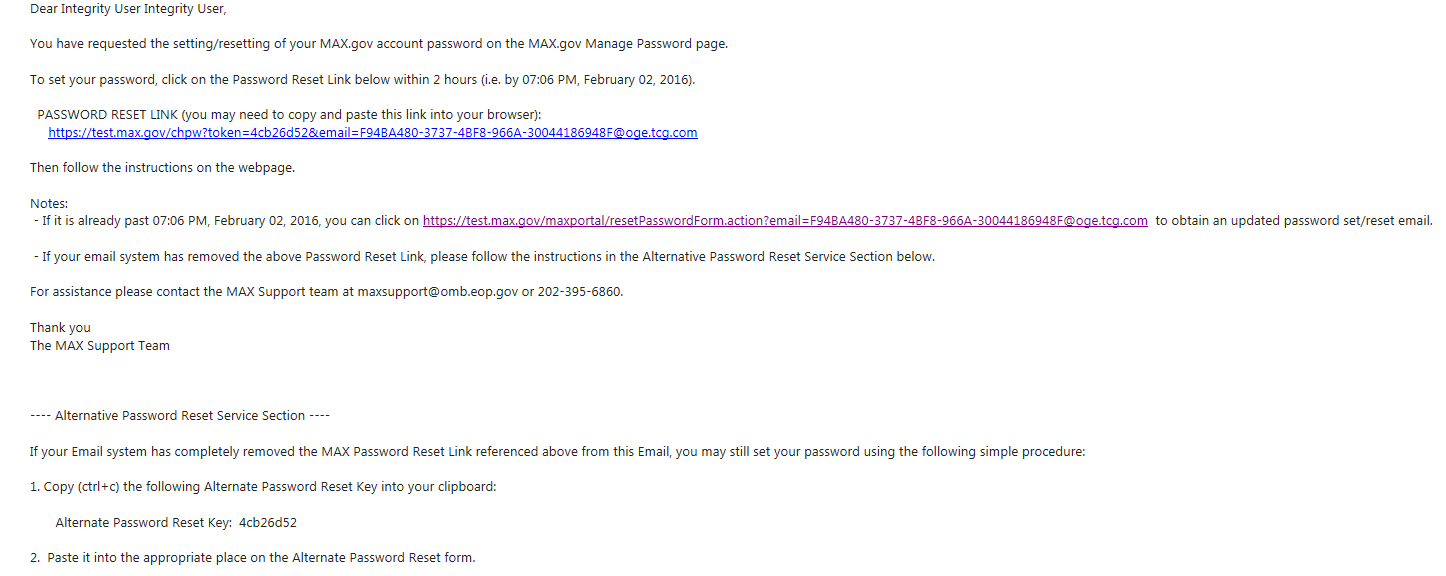 Dear Integrity User Integrity User,
You have requested the setting/resetting of your MAX.gov account password on the MAX.gov Manage Password page.
To set your password, click on the Password Reset Link below within 2 hours (i.e. by 07:06 PM, February 02, 2016).
PASSWORD RESET LINK (you may need to copy and paste this link into your browser):
https://test.max.gov/chpw?token=4cb26d52&email=F94BA480-3737-4BF8-966A-30044186948F@oge.tcg.com
Then follow the instructions on the webpage.
Notes:
- If it is already past 07:06 PM, February 02, 2016, you can click on https://test.max.gov/maxportal/resetPasswordForm.action?email=F94BA480-3737-4BF8-966A-30044186948F@oge.tcg.com to obtain an updated password set/reset email.
- If your email system has removed the above Password Reset Link, please follow the instructions in the Alternative Password Reset Service Section below.
For assistance please contact the MAX Support team at maxsupport@omb.eop.gov or 202-395-6860.
Thank you
The MAX Support Team
---- Alternative Password Reset Service Section ----
If your Email system has completely removed the MAX Password Reset Link referenced above from this Email, you may still set your password using the following simple procedure:
1. Copy (ctrl+c) the following Alternate Password Reset Key into your clipboard:
Alternate Password Reset Key: 4cb26d52
2. Paste it into the appropriate place on the Alternate Password Reset form.